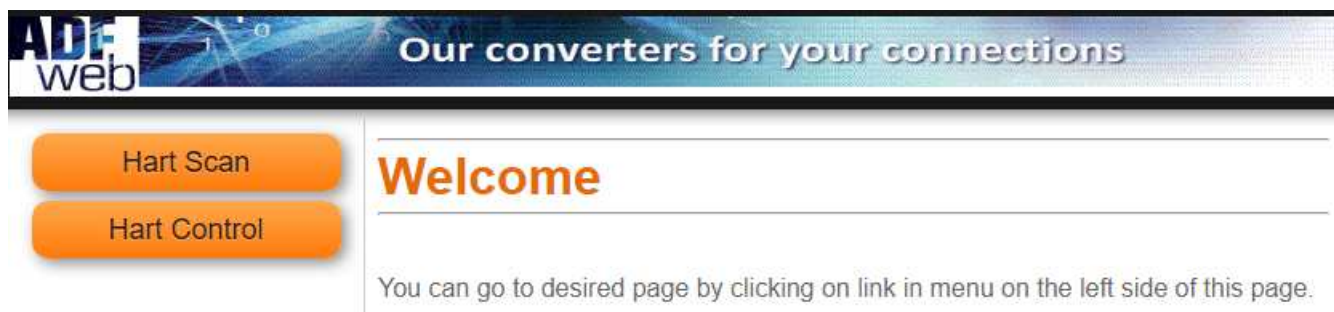 ADF
web
Our converters for your connections
Hart Scan
Hart Control
Welcome
You can go to desired page by clicking on link in menu on the left side of this page.